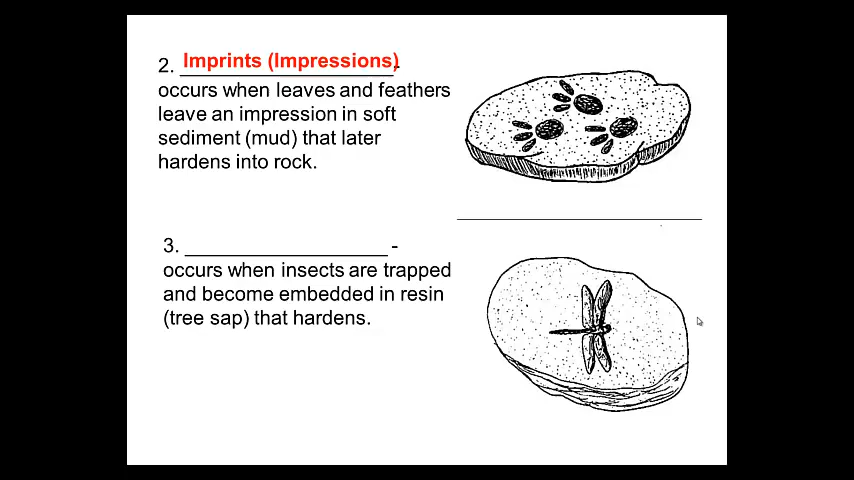 2. Imprints (Impressions)-
occurs when leaves and feathers
leave an impression in soft
sediment (mud) that later
hardens into rock.
3. __________________ -
occurs when insects are trapped
and become embedded in resin
(tree sap) that hardens.